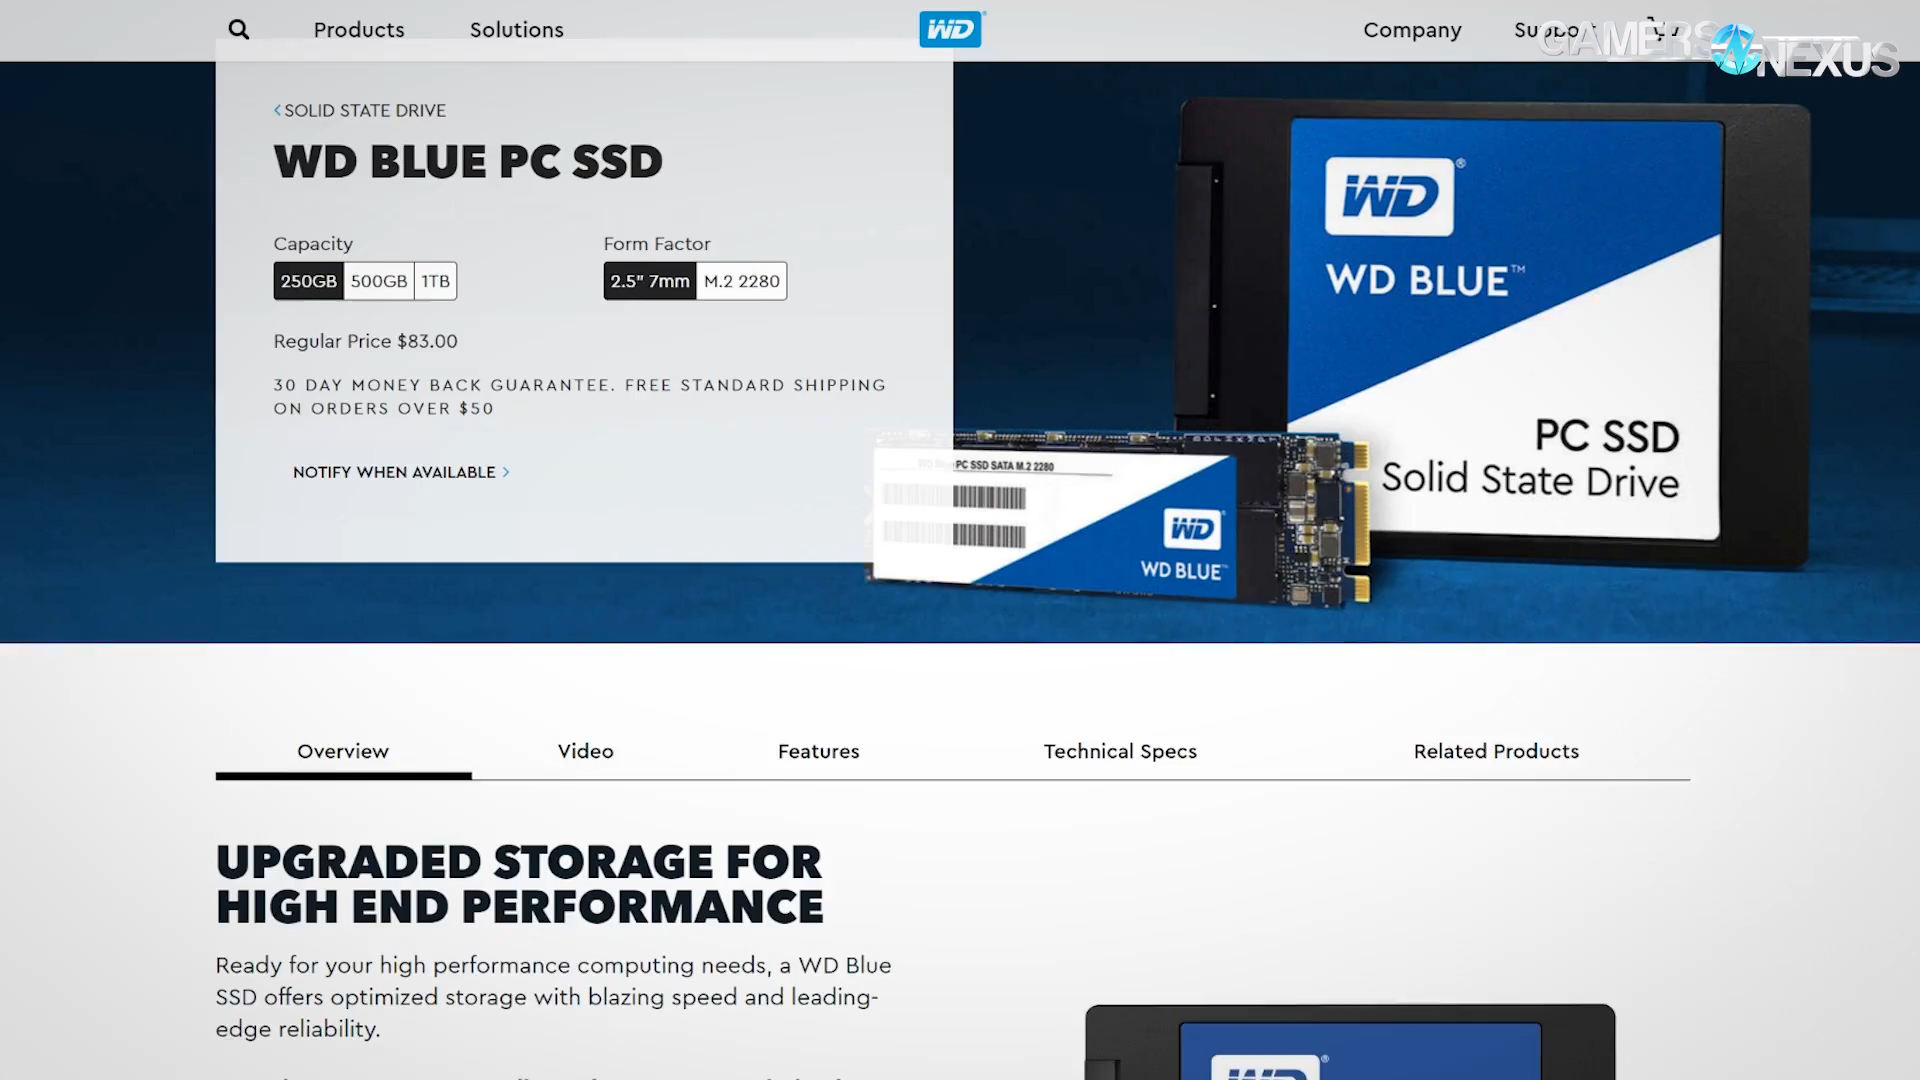 Products
Solutions
WD
Company
Support
GAMERS
NEXUS
SOLID STATE DRIVE
WD BLUE PC SSD
Capacity
Form Factor
250GB
500GB
1TB
2.5” 7mm
M.2 2280
Regular Price $83.00
30 DAY MONEY BACK GUARANTEE. FREE STANDARD SHIPPING
ON ORDERS OVER $50
NOTIFY WHEN AVAILABLE
WD®
WD BLUE™
PC SSD
Solid State Drive
WD Blue PC SSD SATA M.2 2280
WD
WD BLUE™
Overview
Video
Features
Technical Specs
Related Products
UPGRADED STORAGE FOR
HIGH END PERFORMANCE
Ready for your high performance computing needs, a WD Blue
SSD offers optimized storage with blazing speed and leading-
edge reliability.
WD®